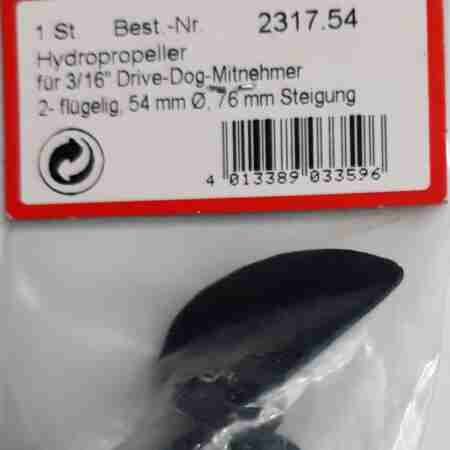 1 St. Best.-Nr. 2317.54
Hydropropeller
für 3/16" Drive-Dog-Mitnehmer
2- flügelig, 54 mm Ø, 76 mm Steigung
4 013389 033596